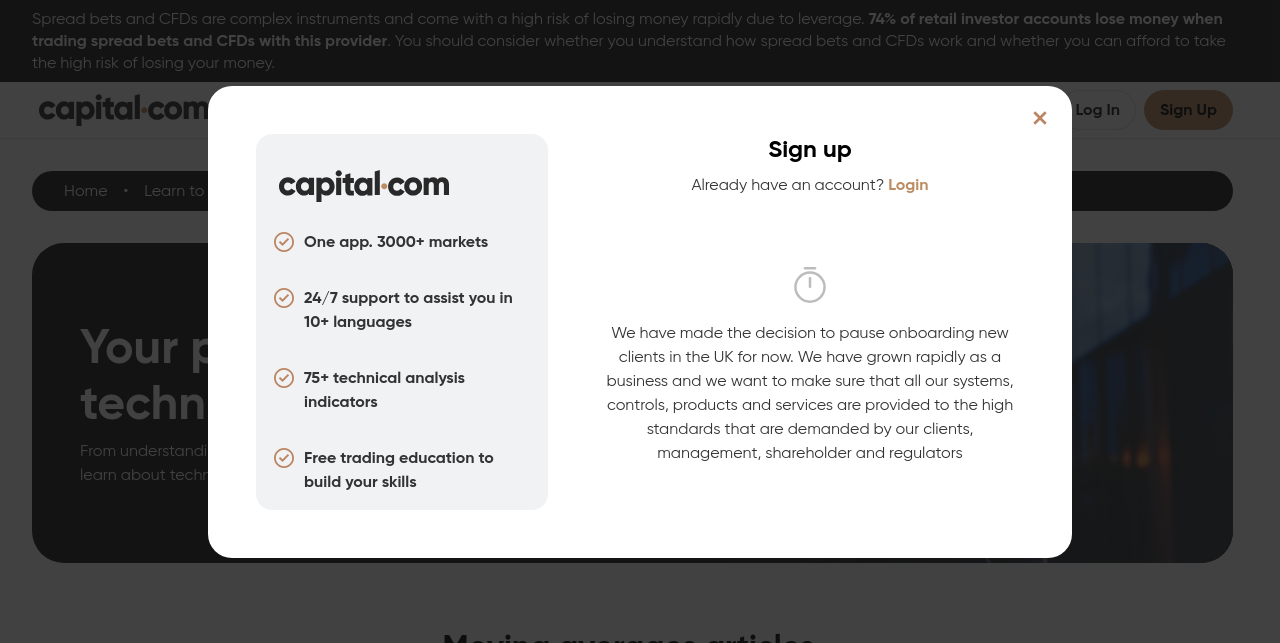 Spread bets and CFDs are complex instruments and come with a high risk of losing money rapidly due to leverage. 74% of retail investor accounts lose money when
trading spread bets and CFDs with this provider. You should consider whether you understand how spread bets and CFDs work and whether you can afford to take
the high risk of losing your money.
capital.com
Log In
Sign Up
Home • Learn to
Your
techn
From understandi
learn about techn
capital.com
One app. 3000+ markets
24/7 support to assist you in
10+ languages
75+ technical analysis
indicators
Free trading education to
build your skills
Sign up
Already have an account? Login
We have made the decision to pause onboarding new
clients in the UK for now. We have grown rapidly as a
business and we want to make sure that all our systems,
controls, products and services are provided to the high
standards that are demanded by our clients,
management, shareholder and regulators
Moving averages articles